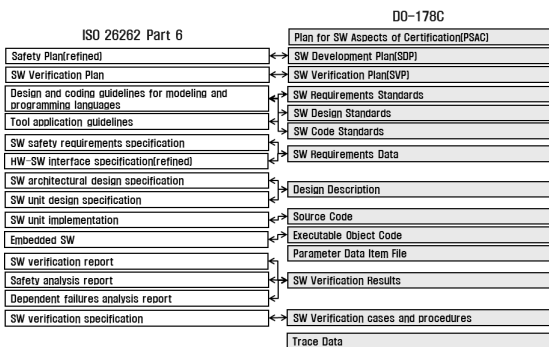 ISO 26262 Part 6
Safety Plan(refined)
SW Verification Plan
Design and coding guidelines for modeling and
programming languages
Tool application guidelines
SW safety requirements specification
HW-SW interface specification(refined)
SW architectural design specification
SW unit design specification
SW unit implementation
Embedded SW
SW verification report
Safety analysis report
Dependent failures analysis report
SW verification specification
DO-178C
Plan for SW Aspects of Certification(PSAC)
SW Development Plan(SDP)
SW Verification Plan(SVP)
SW Requirements Standards
SW Design Standards
SW Code Standards
SW Requirements Data
Design Description
Source Code
Executable Object Code
Parameter Data Item File
SW Verification Results
SW Verification cases and procedures
Trace Data